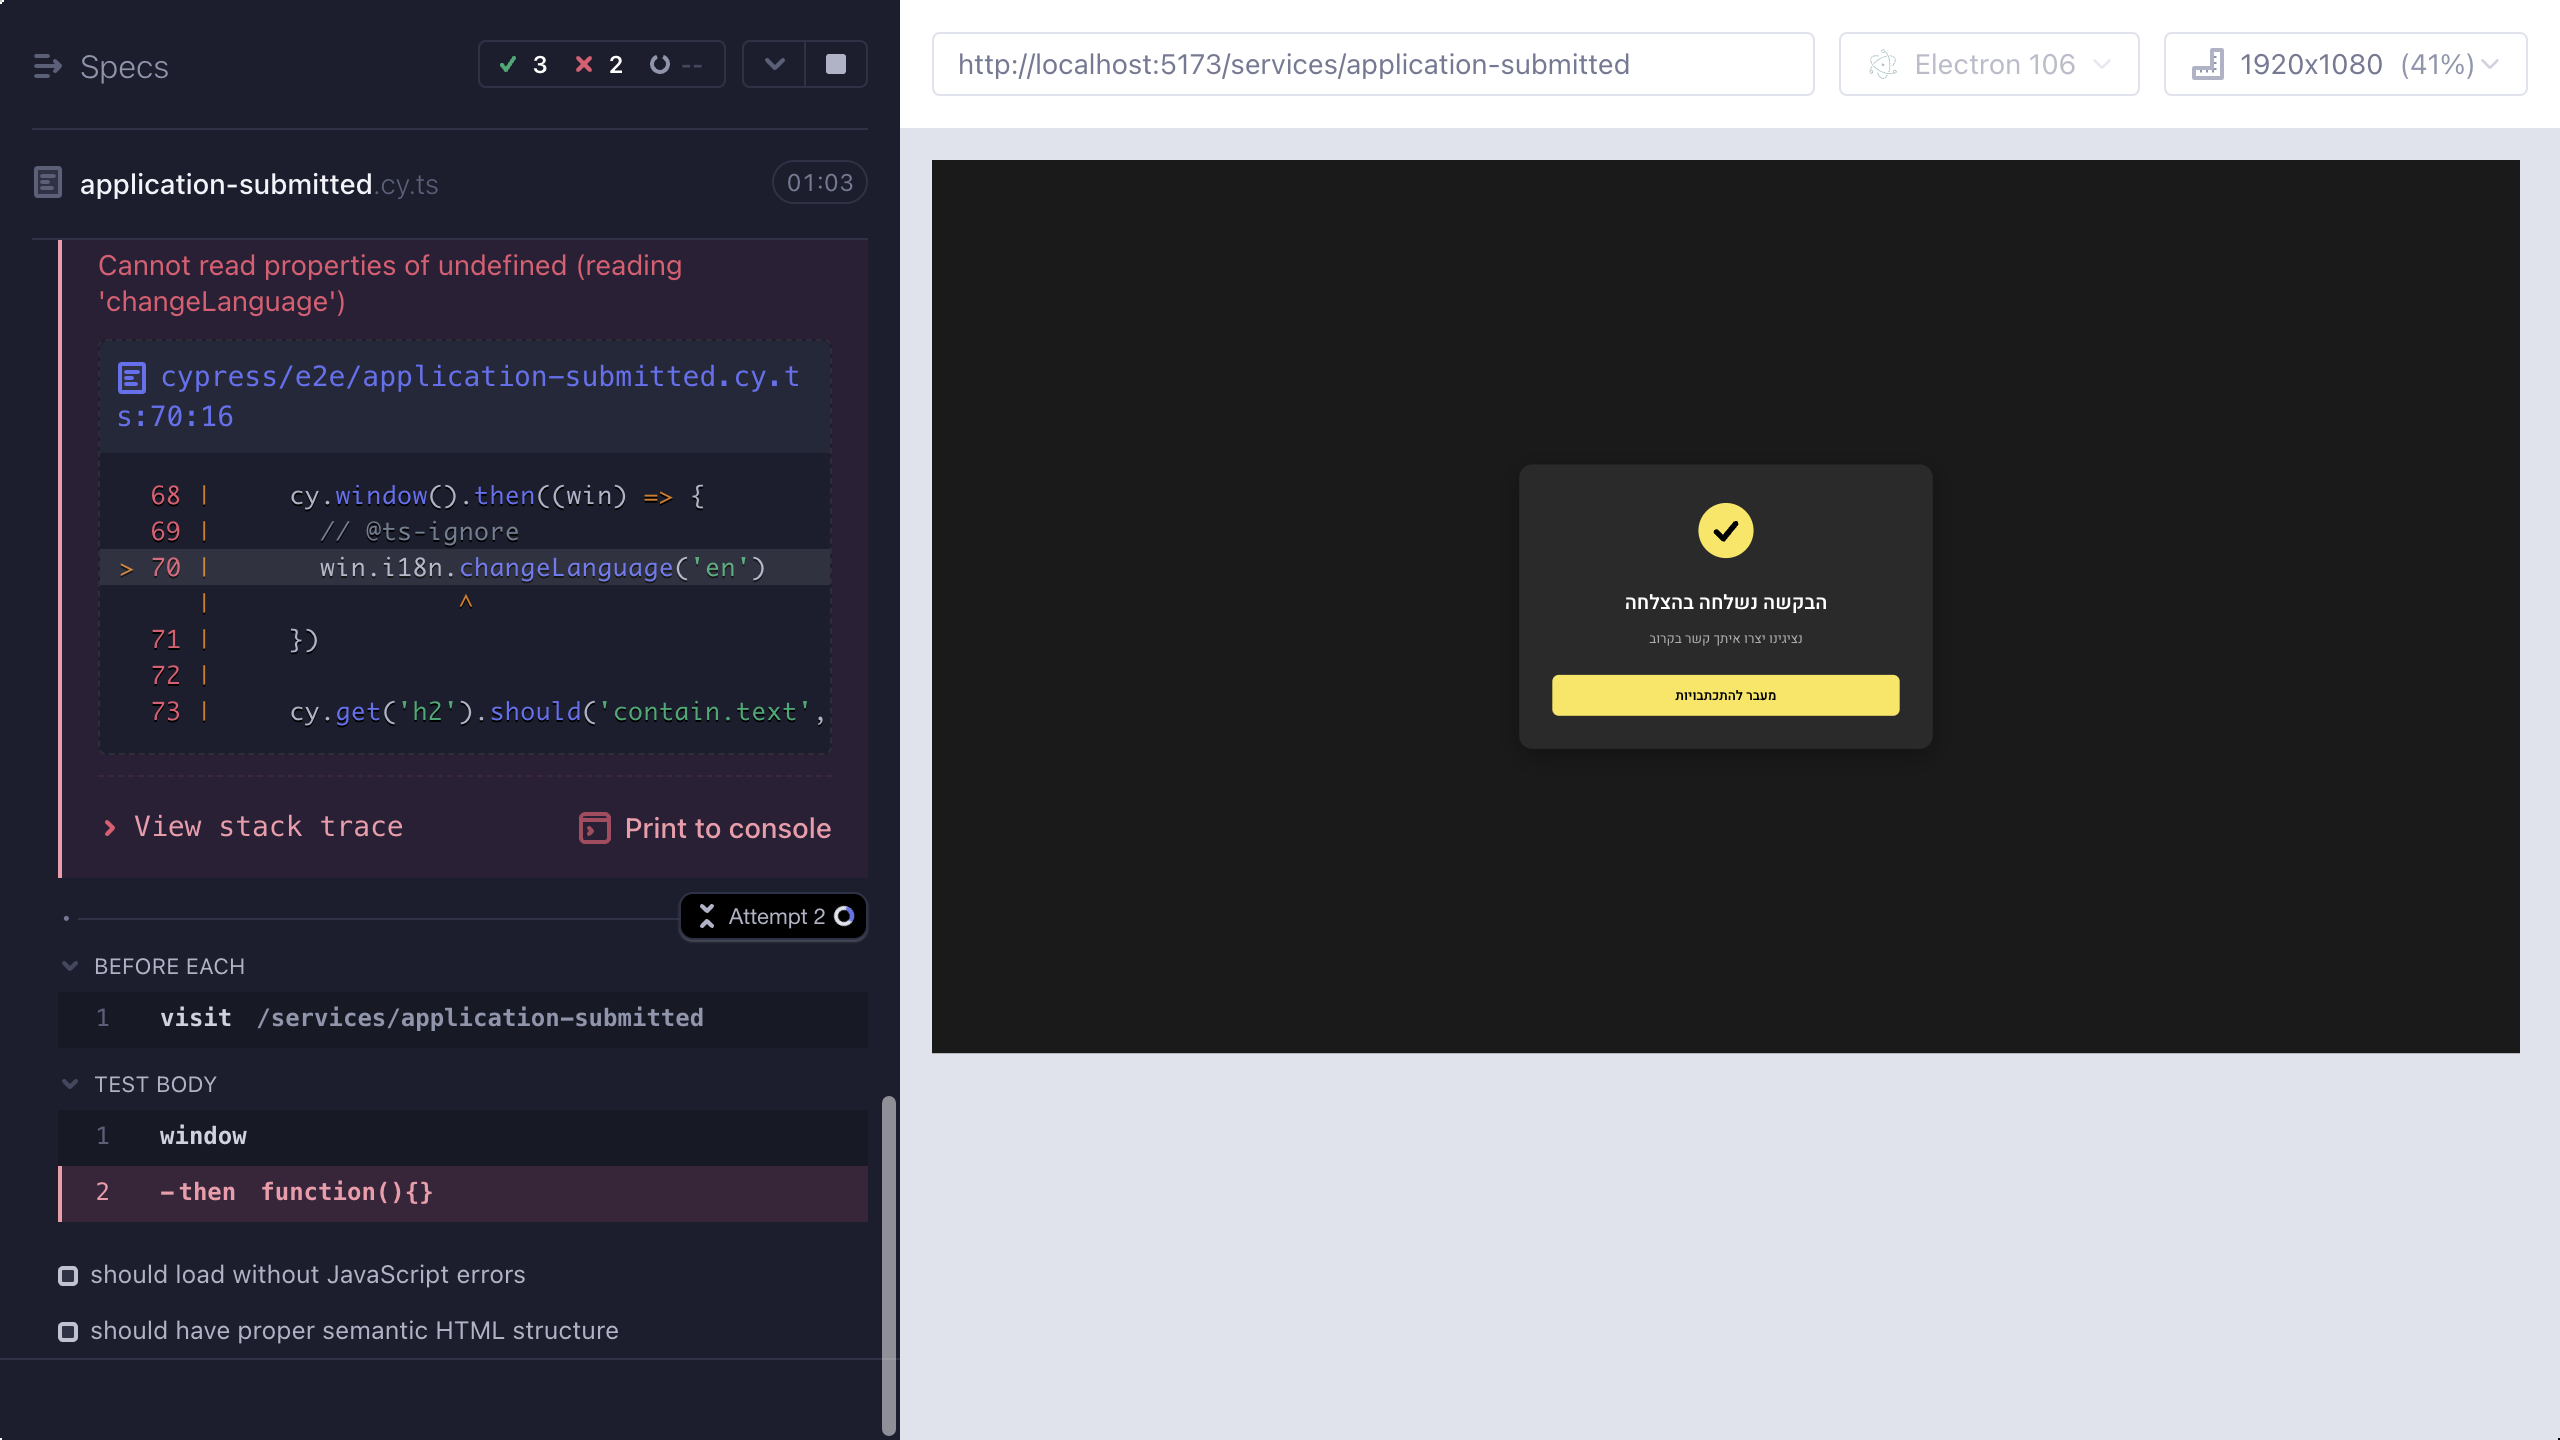 Specs
3
2
--
application-submitted.cy.ts
01:03
Cannot read properties of undefined (reading
'changeLanguage')
cypress/e2e/application-submitted.cy.t
s:70:16
68 |     cy.window().then((win) => {
69 |       // @ts-ignore
> 70 |       win.i18n.changeLanguage('en')
|                ^
71 |     })
72 |
73 |     cy.get('h2').should('contain.text',
View stack trace
Print to console
Attempt 2
BEFORE EACH
1 visit /services/application-submitted
TEST BODY
1 window
2 -then function(){}
should load without JavaScript errors
should have proper semantic HTML structure
http://localhost:5173/services/application-submitted
Electron 106
1920x1080 (41%)
הבקשה נשלחה בהצלחה
נציגינו יצרו איתך קשר בקרוב
מעבר להתכתבויות